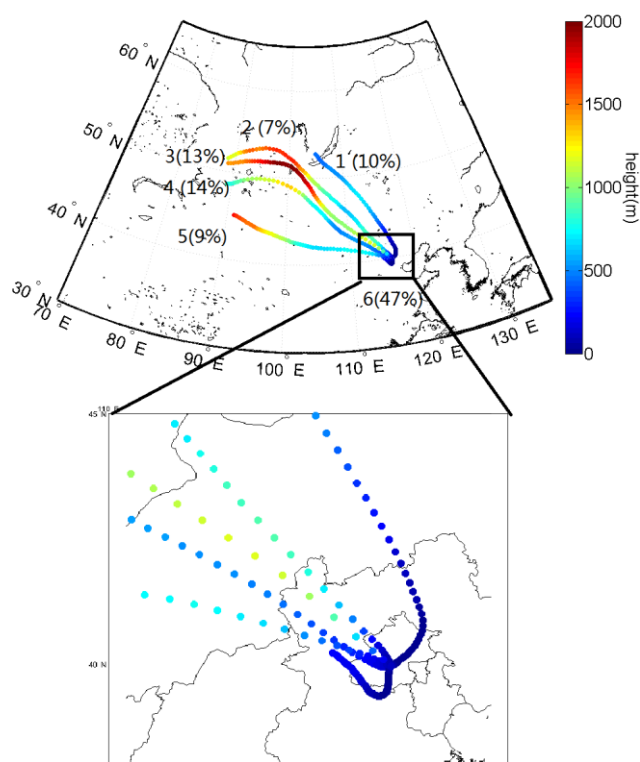 60 °N
50 °N
40 °N
30 °N
70 °E
80 °E
90 °E
100 °E
110 °E
120 °E
130 °E
2 (7%)
3(13%)
1 (10%)
4 (14%)
5(9%)
6(47%)
2000
1500
1000
500
0
height(m)
45 N
110 E
40 N